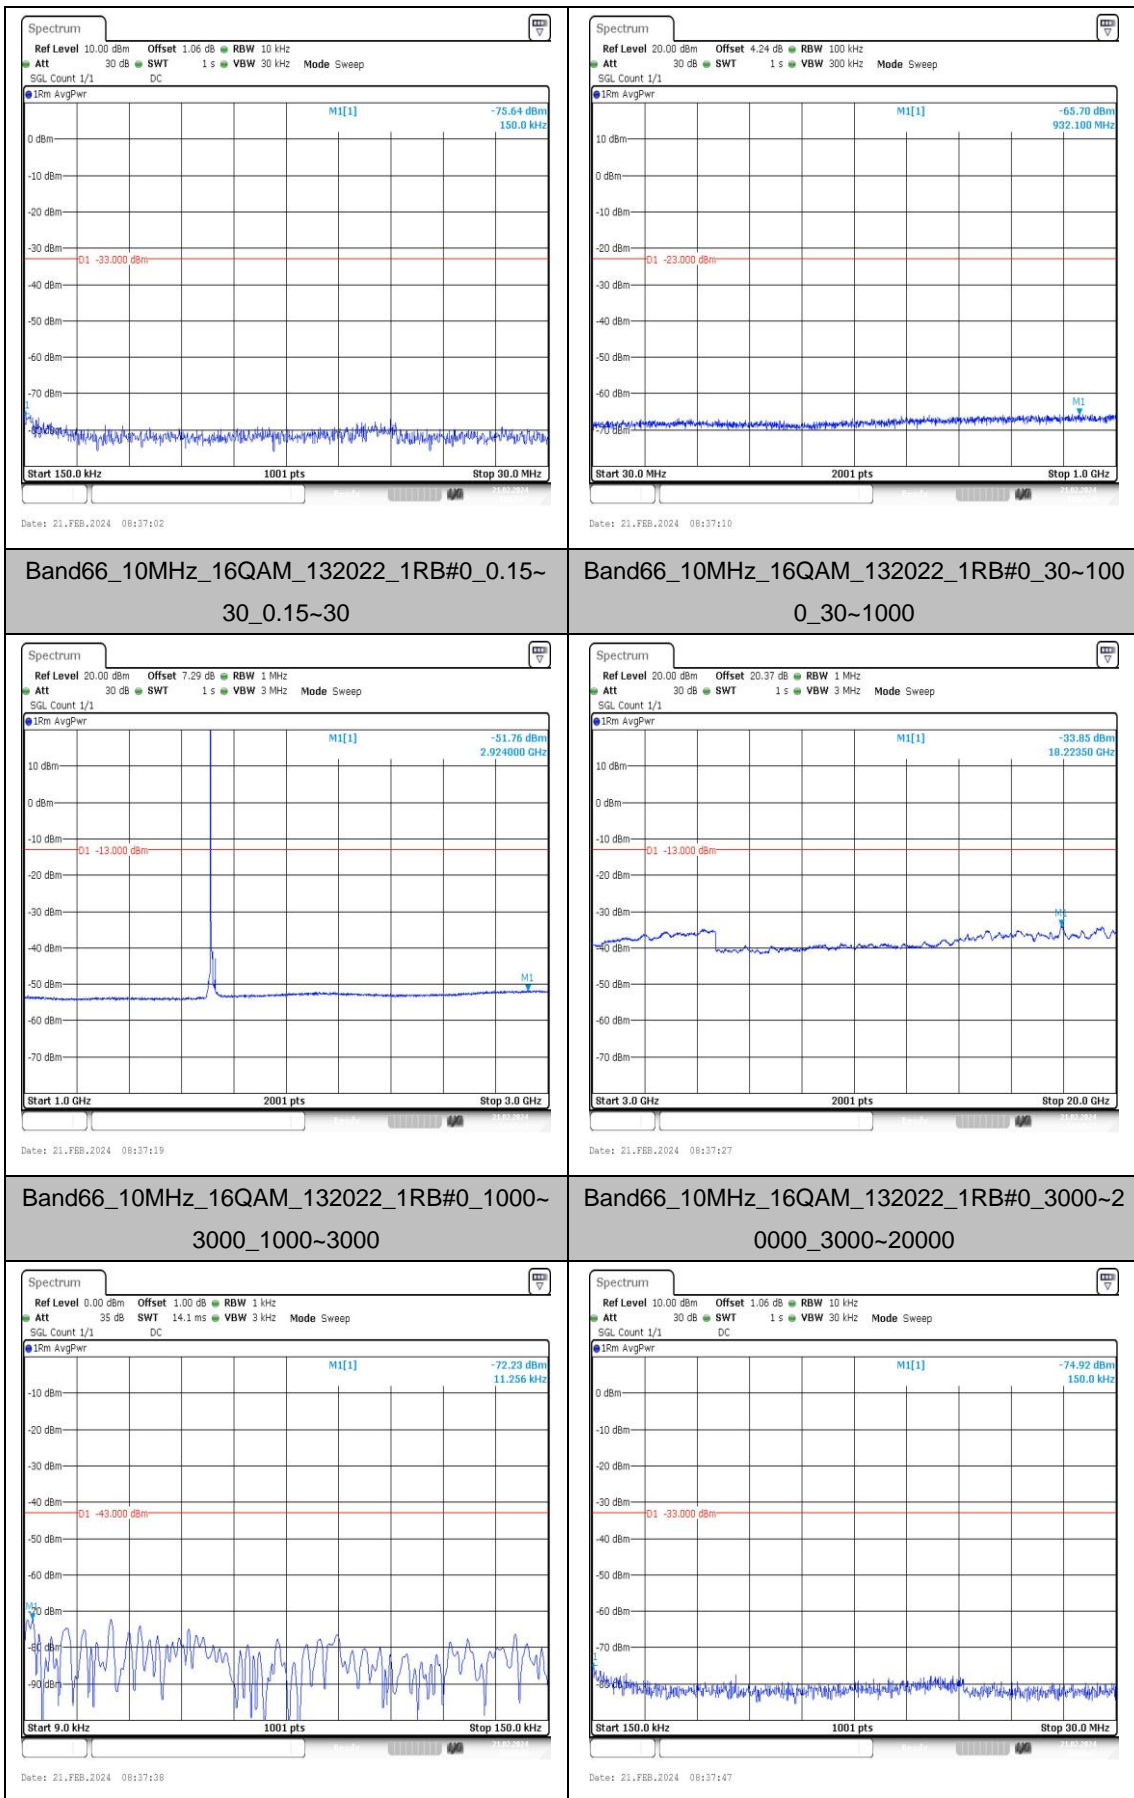 Spectrum
Ref Level 10.00 dBm Offset 1.06 dB RBW 10 kHz
Att 30 dB SWT 1 s VBW 30 kHz Mode Sweep
SGL Count 1/1 DC
1Rm AvgPwr
M1[1] -75.64 dBm
150.0 kHz
0 dBm
-10 dBm
-20 dBm
-30 dBm
D1 -33.000 dBm
-40 dBm
-50 dBm
-60 dBm
-70 dBm
1
-80 dBm
Start 150.0 kHz 1001 pts Stop 30.0 MHz
Date: 21.FEB.2024 08:37:02
Spectrum
Ref Level 20.00 dBm Offset 4.24 dB RBW 100 kHz
Att 30 dB SWT 1 s VBW 300 kHz Mode Sweep
SGL Count 1/1
1Rm AvgPwr
M1[1] -65.70 dBm
932.100 MHz
10 dBm
0 dBm
-10 dBm
-20 dBm
D1 -23.000 dBm
-30 dBm
-40 dBm
-50 dBm
-60 dBm
M1
-70 dBm
Start 30.0 MHz 2001 pts Stop 1.0 GHz
Date: 21.FEB.2024 08:37:10
Band66_10MHz_16QAM_132022_1RB#0_0.15~
30_0.15~30
Band66_10MHz_16QAM_132022_1RB#0_30~100
0_30~1000
Spectrum
Ref Level 20.00 dBm Offset 7.29 dB RBW 1 MHz
Att 30 dB SWT 1 s VBW 3 MHz Mode Sweep
SGL Count 1/1
1Rm AvgPwr
M1[1] -51.76 dBm
2.924000 GHz
10 dBm
0 dBm
-10 dBm
D1 -13.000 dBm
-20 dBm
-30 dBm
-40 dBm
-50 dBm
M1
-60 dBm
-70 dBm
Start 1.0 GHz 2001 pts Stop 3.0 GHz
Date: 21.FEB.2024 08:37:19
Spectrum
Ref Level 20.00 dBm Offset 20.37 dB RBW 1 MHz
Att 30 dB SWT 1 s VBW 3 MHz Mode Sweep
SGL Count 1/1
1Rm AvgPwr
M1[1] -33.85 dBm
18.22350 GHz
10 dBm
0 dBm
-10 dBm
D1 -13.000 dBm
-20 dBm
-30 dBm
M1
-40 dBm
-50 dBm
-60 dBm
-70 dBm
Start 3.0 GHz 2001 pts Stop 20.0 GHz
Date: 21.FEB.2024 08:37:27
Band66_10MHz_16QAM_132022_1RB#0_1000~
3000_1000~3000
Band66_10MHz_16QAM_132022_1RB#0_3000~2
0000_3000~20000
Spectrum
Ref Level 0.00 dBm Offset 1.00 dB RBW 1 kHz
Att 35 dB SWT 14.1 ms VBW 3 kHz Mode Sweep
SGL Count 1/1 DC
1Rm AvgPwr
M1[1] -72.23 dBm
11.256 kHz
-10 dBm
-20 dBm
-30 dBm
-40 dBm
D1 -43.000 dBm
-50 dBm
-60 dBm
M1
-70 dBm
-80 dBm
-90 dBm
Start 9.0 kHz 1001 pts Stop 150.0 kHz
Date: 21.FEB.2024 08:37:38
Spectrum
Ref Level 10.00 dBm Offset 1.06 dB RBW 10 kHz
Att 30 dB SWT 1 s VBW 30 kHz Mode Sweep
SGL Count 1/1 DC
1Rm AvgPwr
M1[1] -74.92 dBm
150.0 kHz
0 dBm
-10 dBm
-20 dBm
-30 dBm
D1 -33.000 dBm
-40 dBm
-50 dBm
-60 dBm
-70 dBm
1
-80 dBm
Start 150.0 kHz 1001 pts Stop 30.0 MHz
Date: 21.FEB.2024 08:37:47